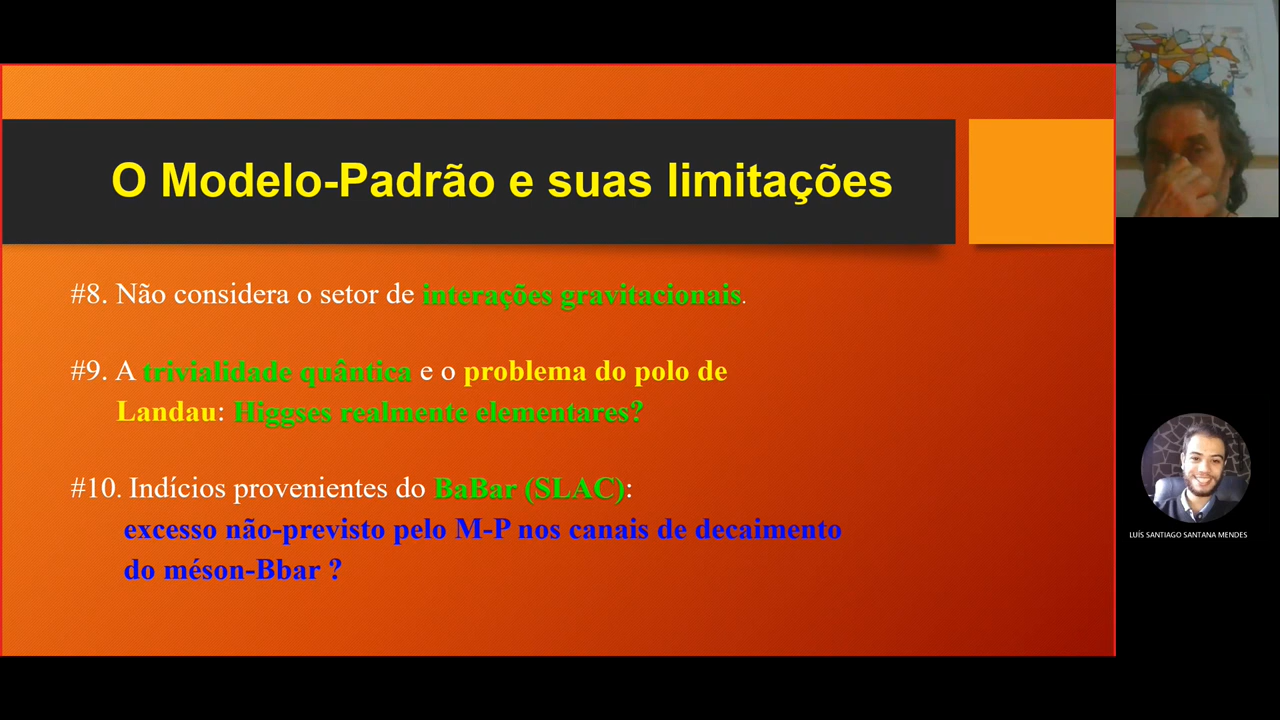 O Modelo-Padrão e suas limitações
#8. Não considera o setor de interações gravitacionais.
#9. A trivialidade quântica e o problema do polo de
Landau: Higgses realmente elementares?
#10. Indícios provenientes do BaBar (SLAC):
excesso não-previsto pelo M-P nos canais de decaimento
do méson-Bbar ?
LUÍS SANTIAGO SANTANA MENDES